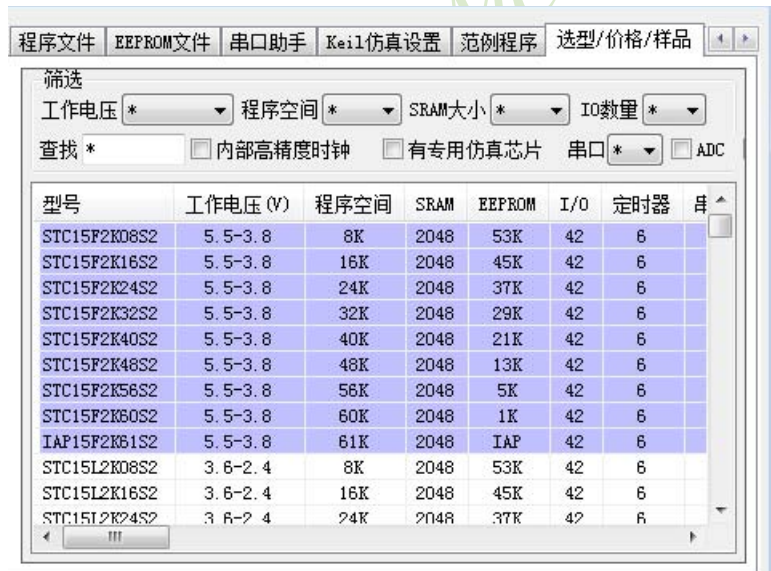 程序文件 EEPROM文件 串口助手 Keil仿真设置 范例程序 选型/价格/样品
筛选
工作电压 * 程序空间 * SRAM大小 * IO数量 *
查找 * 内部高精度时钟 有专用仿真芯片 串口 * ADC
型号 工作电压(V) 程序空间 SRAM EEPROM I/O 定时器 串
STC15F2K08S2 5.5-3.8 8K 2048 53K 42 6
STC15F2K16S2 5.5-3.8 16K 2048 45K 42 6
STC15F2K24S2 5.5-3.8 24K 2048 37K 42 6
STC15F2K32S2 5.5-3.8 32K 2048 29K 42 6
STC15F2K40S2 5.5-3.8 40K 2048 21K 42 6
STC15F2K48S2 5.5-3.8 48K 2048 13K 42 6
STC15F2K56S2 5.5-3.8 56K 2048 5K 42 6
STC15F2K60S2 5.5-3.8 60K 2048 1K 42 6
IAP15F2K61S2 5.5-3.8 61K 2048 IAP 42 6
STC15L2K08S2 3.6-2.4 8K 2048 53K 42 6
STC15L2K16S2 3.6-2.4 16K 2048 45K 42 6
STC15L2K24S2 3.6-2.4 24K 2048 37K 42 6